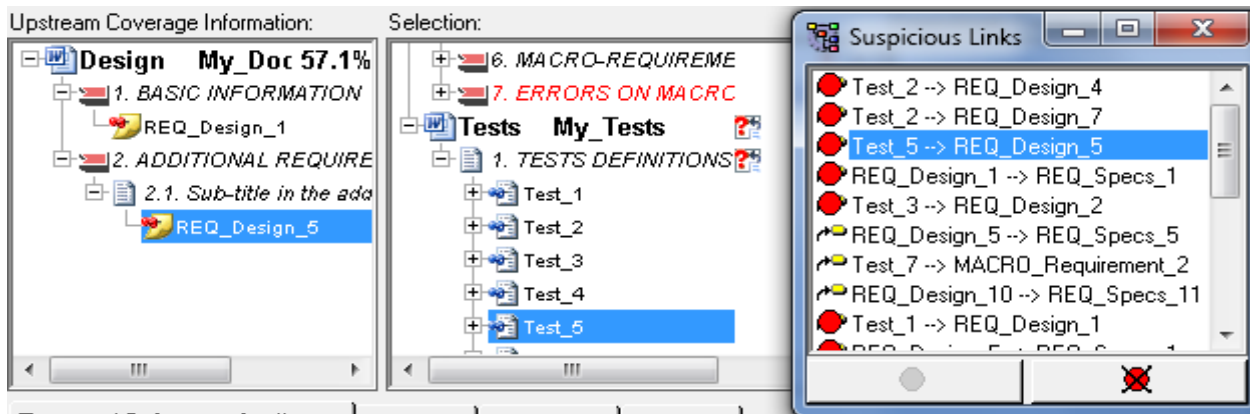 Upstream Coverage Information:
Design My_Doc 57.1%
1. BASIC INFORMATION
REQ_Design_1
2. ADDITIONAL REQUIRE
2.1. Sub-title in the add
REQ_Design_5
Selection:
6. MACRO-REQUIREME
7. ERRORS ON MACRO
Tests My_Tests
1. TESTS DEFINITIONS
Test_1
Test_2
Test_3
Test_4
Test_5
Suspicious Links
Test_2 --> REQ_Design_4
Test_2 --> REQ_Design_7
Test_5 --> REQ_Design_5
REQ_Design_1 --> REQ_Specs_1
Test_3 --> REQ_Design_2
REQ_Design_5 --> REQ_Specs_5
Test_7 --> MACRO_Requirement_2
REQ_Design_10 --> REQ_Specs_11
Test_1 --> REQ_Design_1